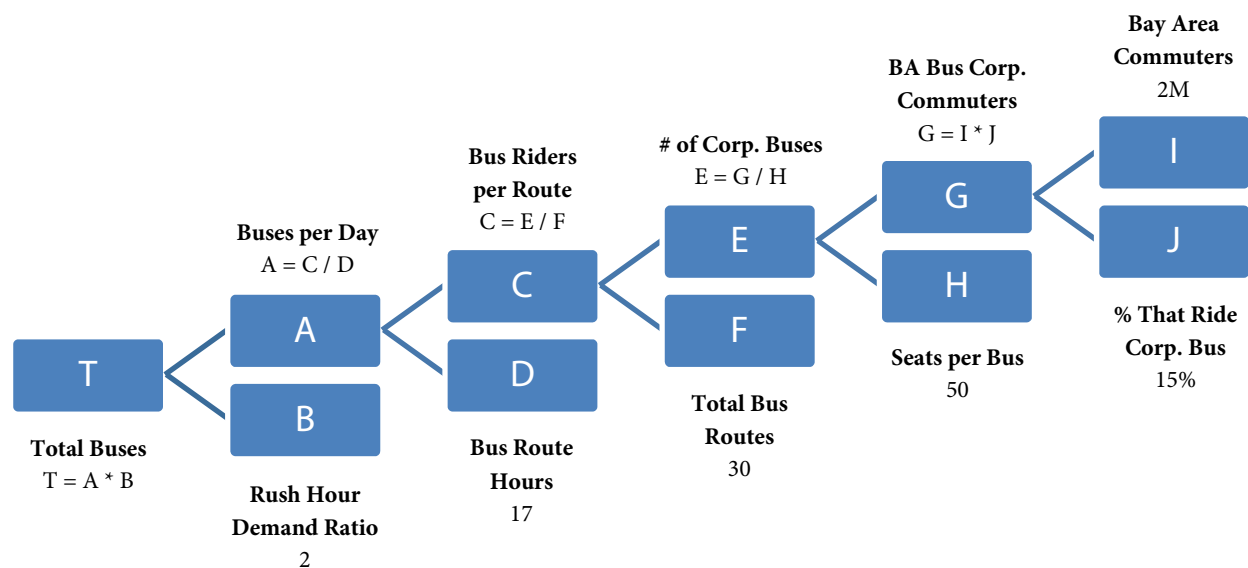 Bay Area
Commuters
2M
I
J
% That Ride
Corp. Bus
15%
BA Bus Corp.
Commuters
G = I * J
G
H
Seats per Bus
50
# of Corp. Buses
E = G / H
E
F
Total Bus
Routes
30
Bus Riders
per Route
C = E / F
C
D
Bus Route
Hours
17
Buses per Day
A = C / D
A
B
Rush Hour
Demand Ratio
2
T
Total Buses
T = A * B